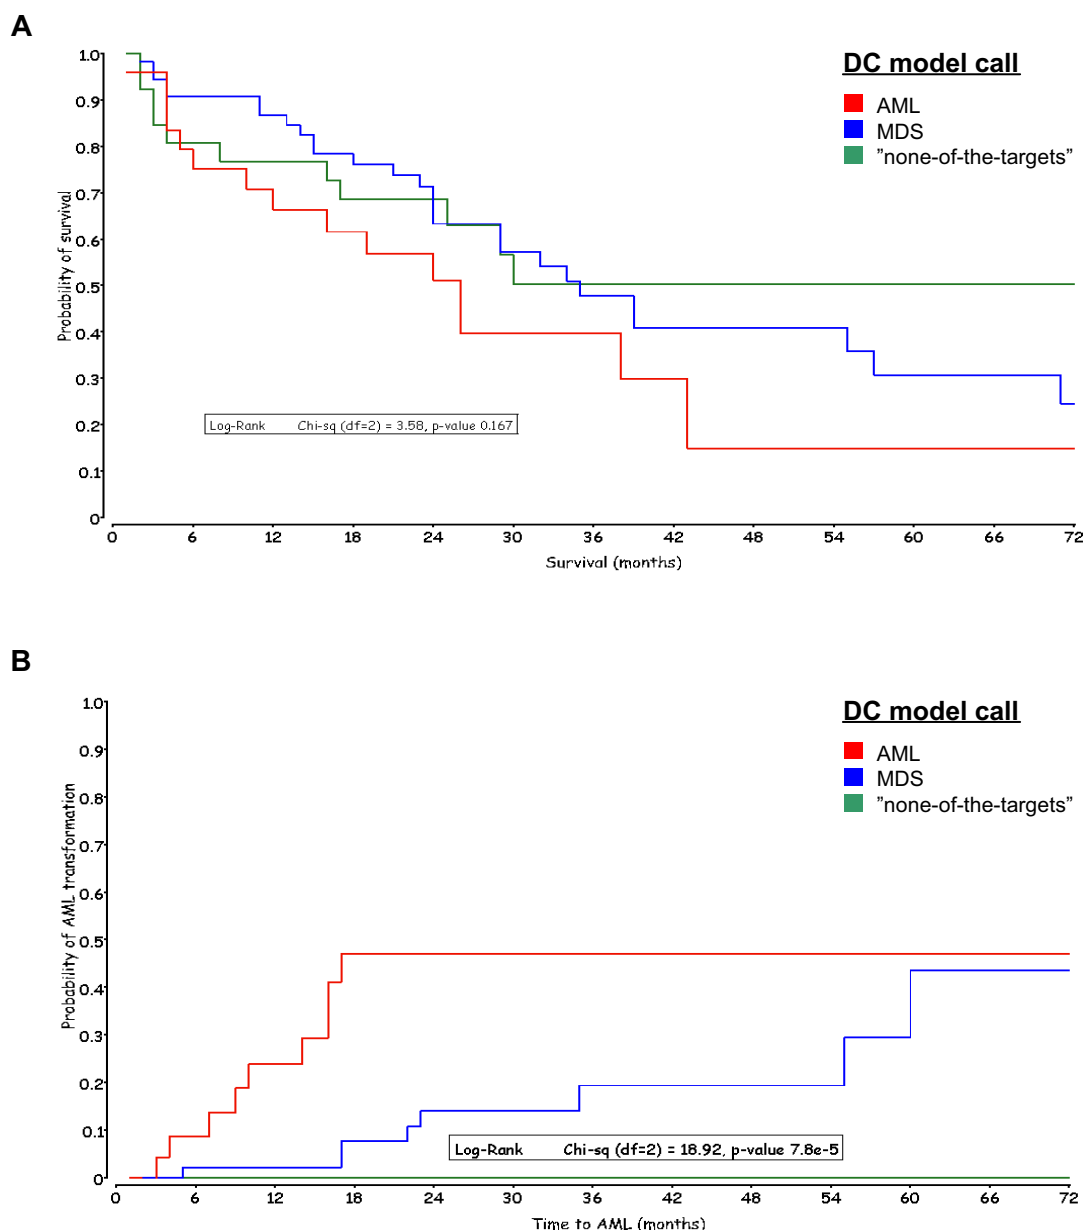 A
DC model call
AML
MDS
”none-of-the-targets”
Probability of survival
1.0
0.9
0.8
0.7
0.6
0.5
0.4
0.3
0.2
0.1
0
Log-Rank Chi-sq (df=2) = 3.58, p-value 0.167
0 6 12 18 24 30 36 42 48 54 60 66 72
Survival (months)
B
DC model call
AML
MDS
”none-of-the-targets”
Probability of AML transformation
1.0
0.9
0.8
0.7
0.6
0.5
0.4
0.3
0.2
0.1
0
Log-Rank Chi-sq (df=2) = 18.92, p-value 7.8e-5
0 6 12 18 24 30 36 42 48 54 60 66 72
Time to AML (months)